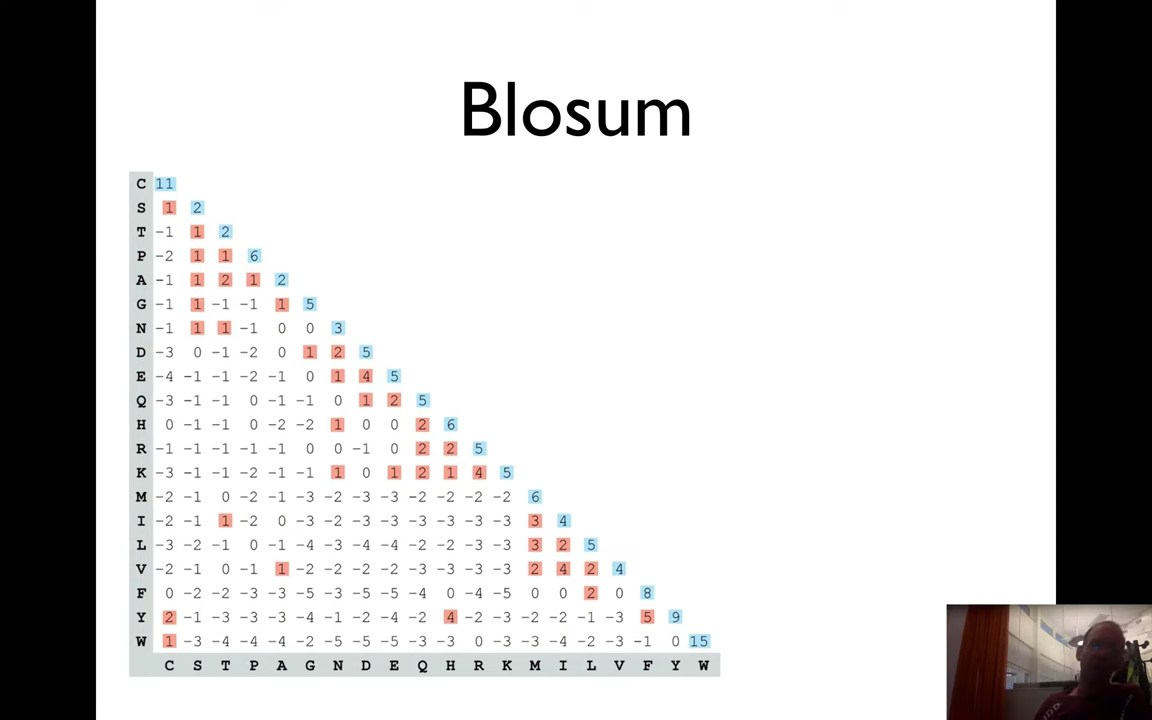 Blosum
C 11
S 1 2
T -1 1 2
P -2 1 1 6
A -1 1 2 1 2
G -1 1 -1 -1 1 5
N -1 1 1 -1 0 0 3
D -3 0 -1 -2 0 1 2 5
E -4 -1 -1 -2 -1 0 1 4 5
Q -3 -1 -1 0 -1 -1 0 1 2 5
H 0 -1 -1 0 -2 -2 1 0 0 2 6
R -1 -1 -1 -1 -1 0 0 -1 0 2 2 5
K -3 -1 -1 -2 -1 -1 1 0 1 2 1 4 5
M -2 -1 0 -2 -1 -3 -2 -3 -3 -2 -2 -2 -2 6
I -2 -1 1 -2 0 -3 -2 -3 -3 -3 -3 -3 -3 3 4
L -3 -2 -1 0 -1 -4 -3 -4 -4 -2 -2 -3 -3 3 2 5
V -2 -1 0 -1 1 -2 -2 -2 -2 -3 -3 -3 -3 2 4 2 4
F 0 -2 -2 -3 -3 -5 -3 -5 -5 -4 0 -4 -5 0 0 2 0 8
Y 2 -1 -3 -3 -3 -4 -1 -2 -4 -2 4 -2 -3 -2 -2 -1 -3 5 9
W 1 -3 -4 -4 -4 -2 -5 -5 -5 -3 -3 0 -3 -3 -4 -2 -3 -1 0 15
C S T P A G N D E Q H R K M I L V F Y W